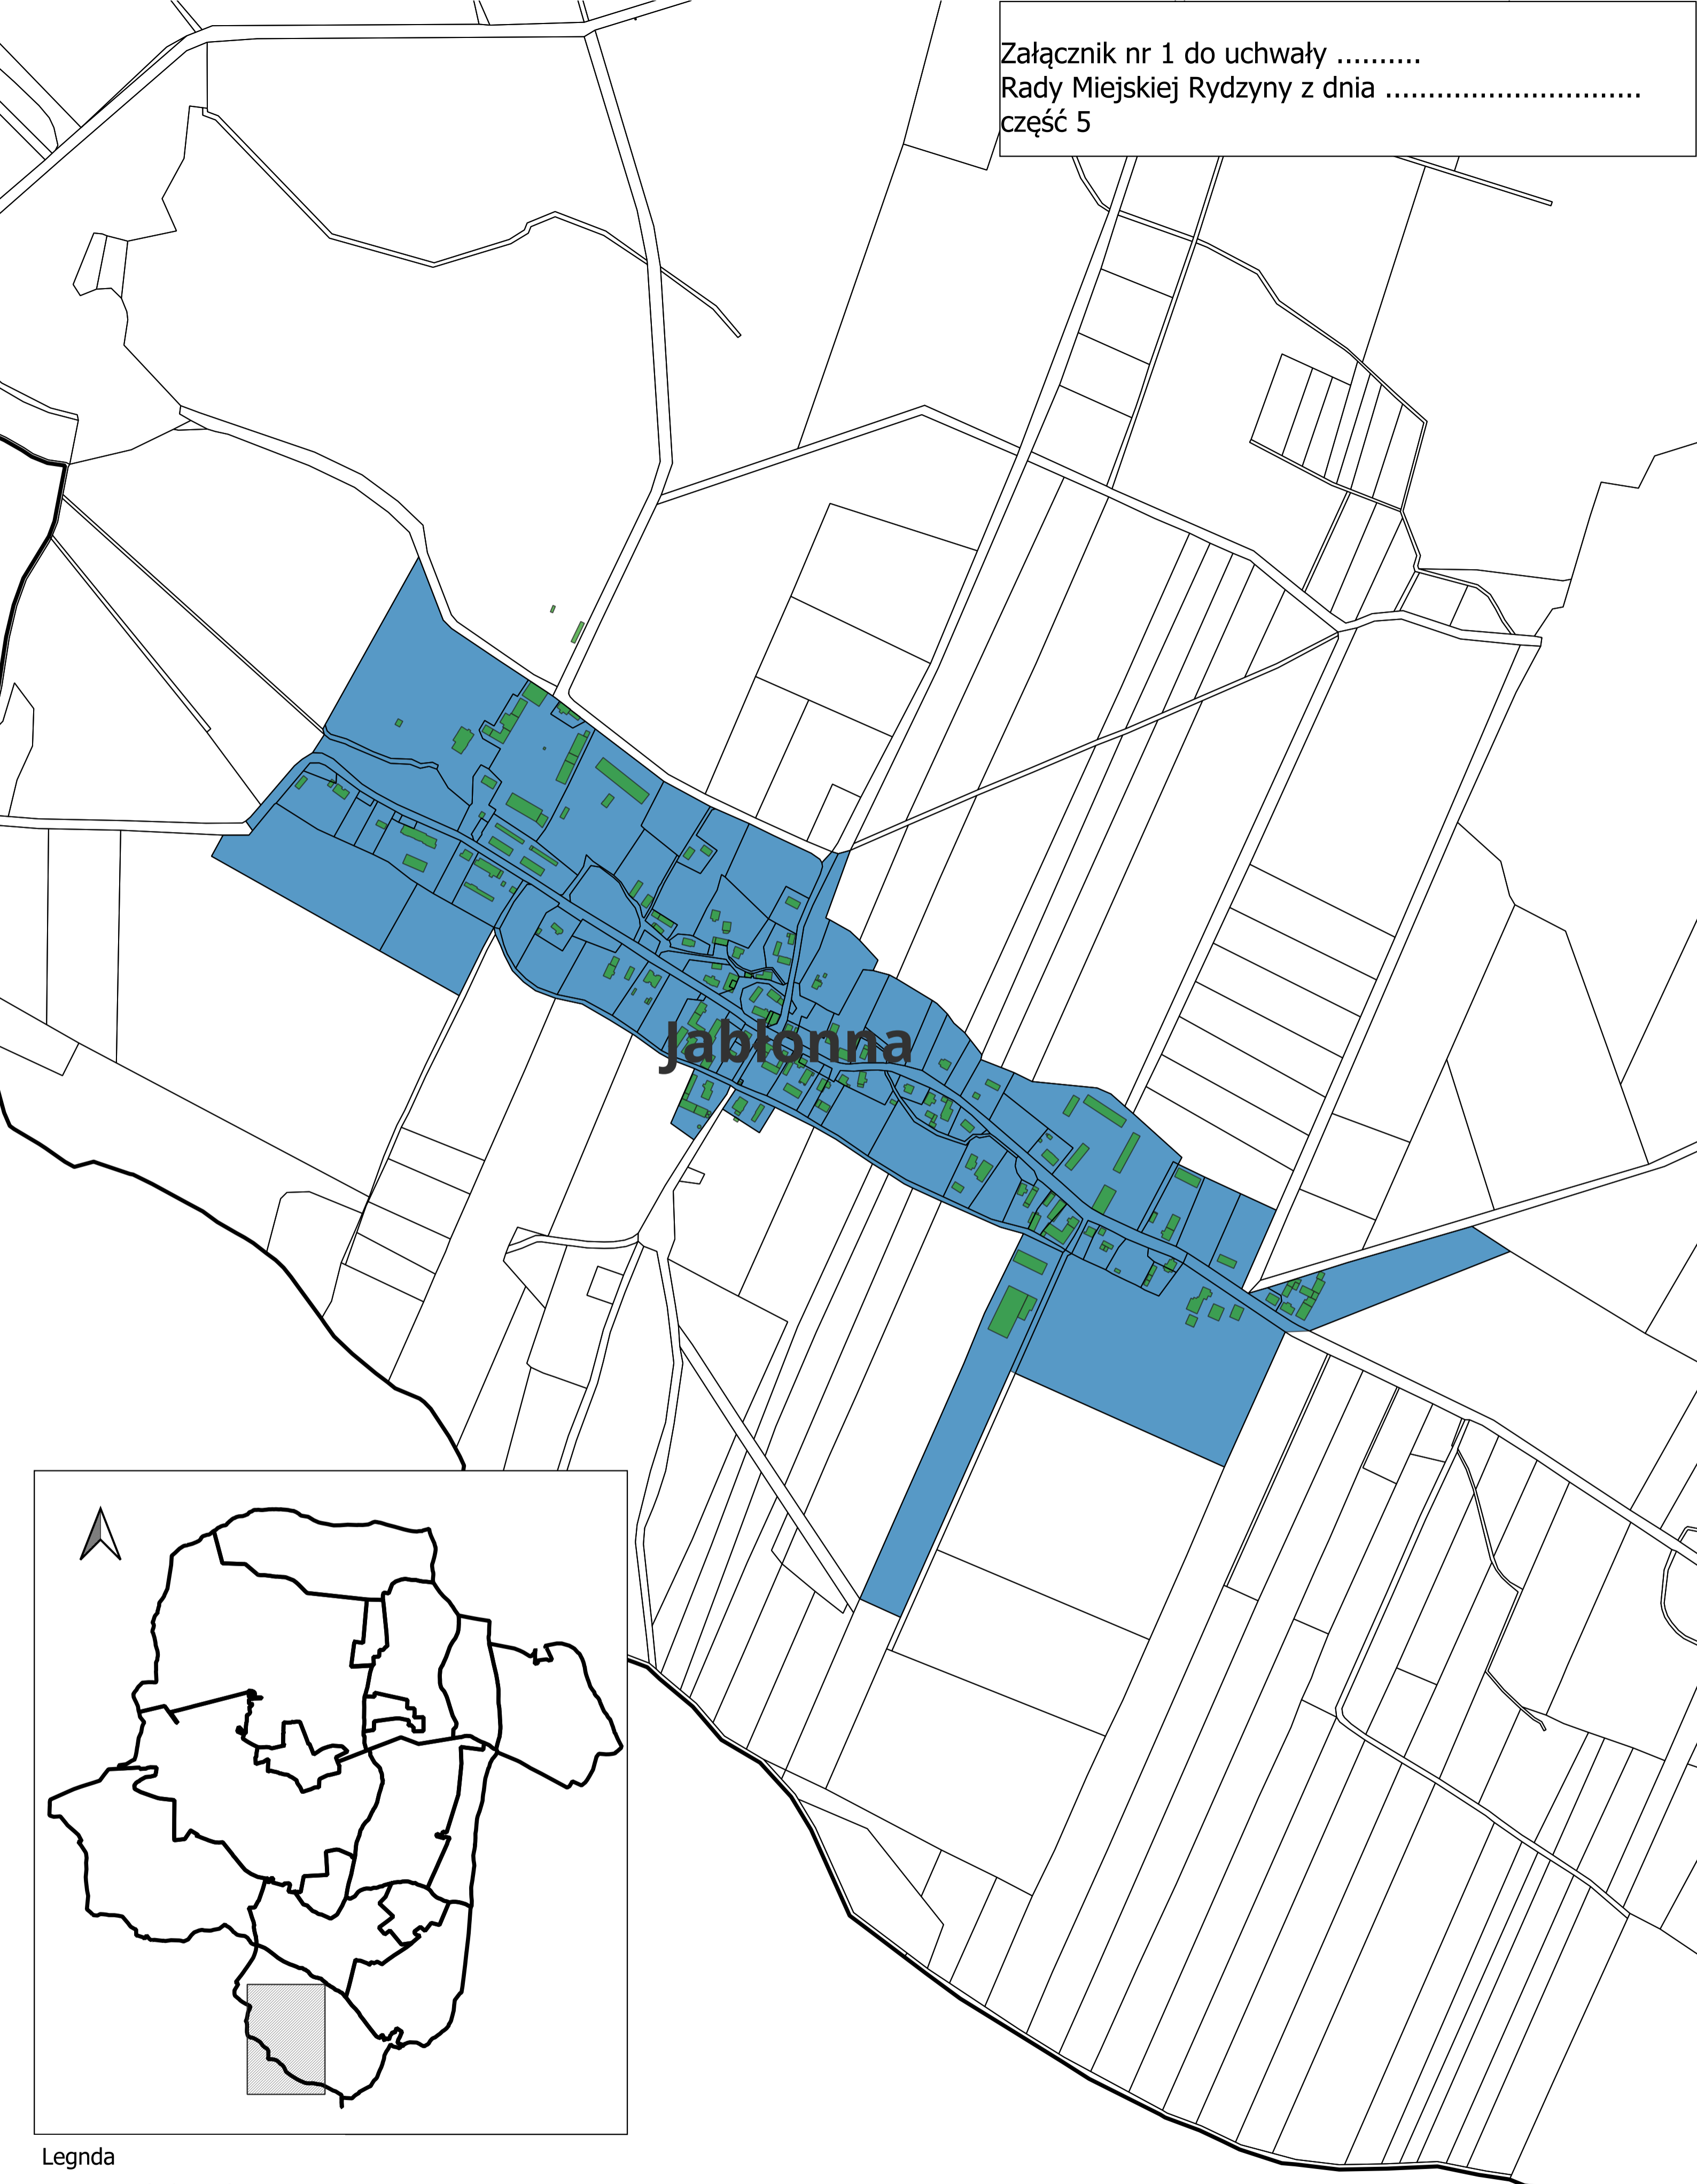 Załącznik nr 1 do uchwały ..........
Rady Miejskiej Rydzyny z dnia ..............................
część 5
Jabłonna
Legnda